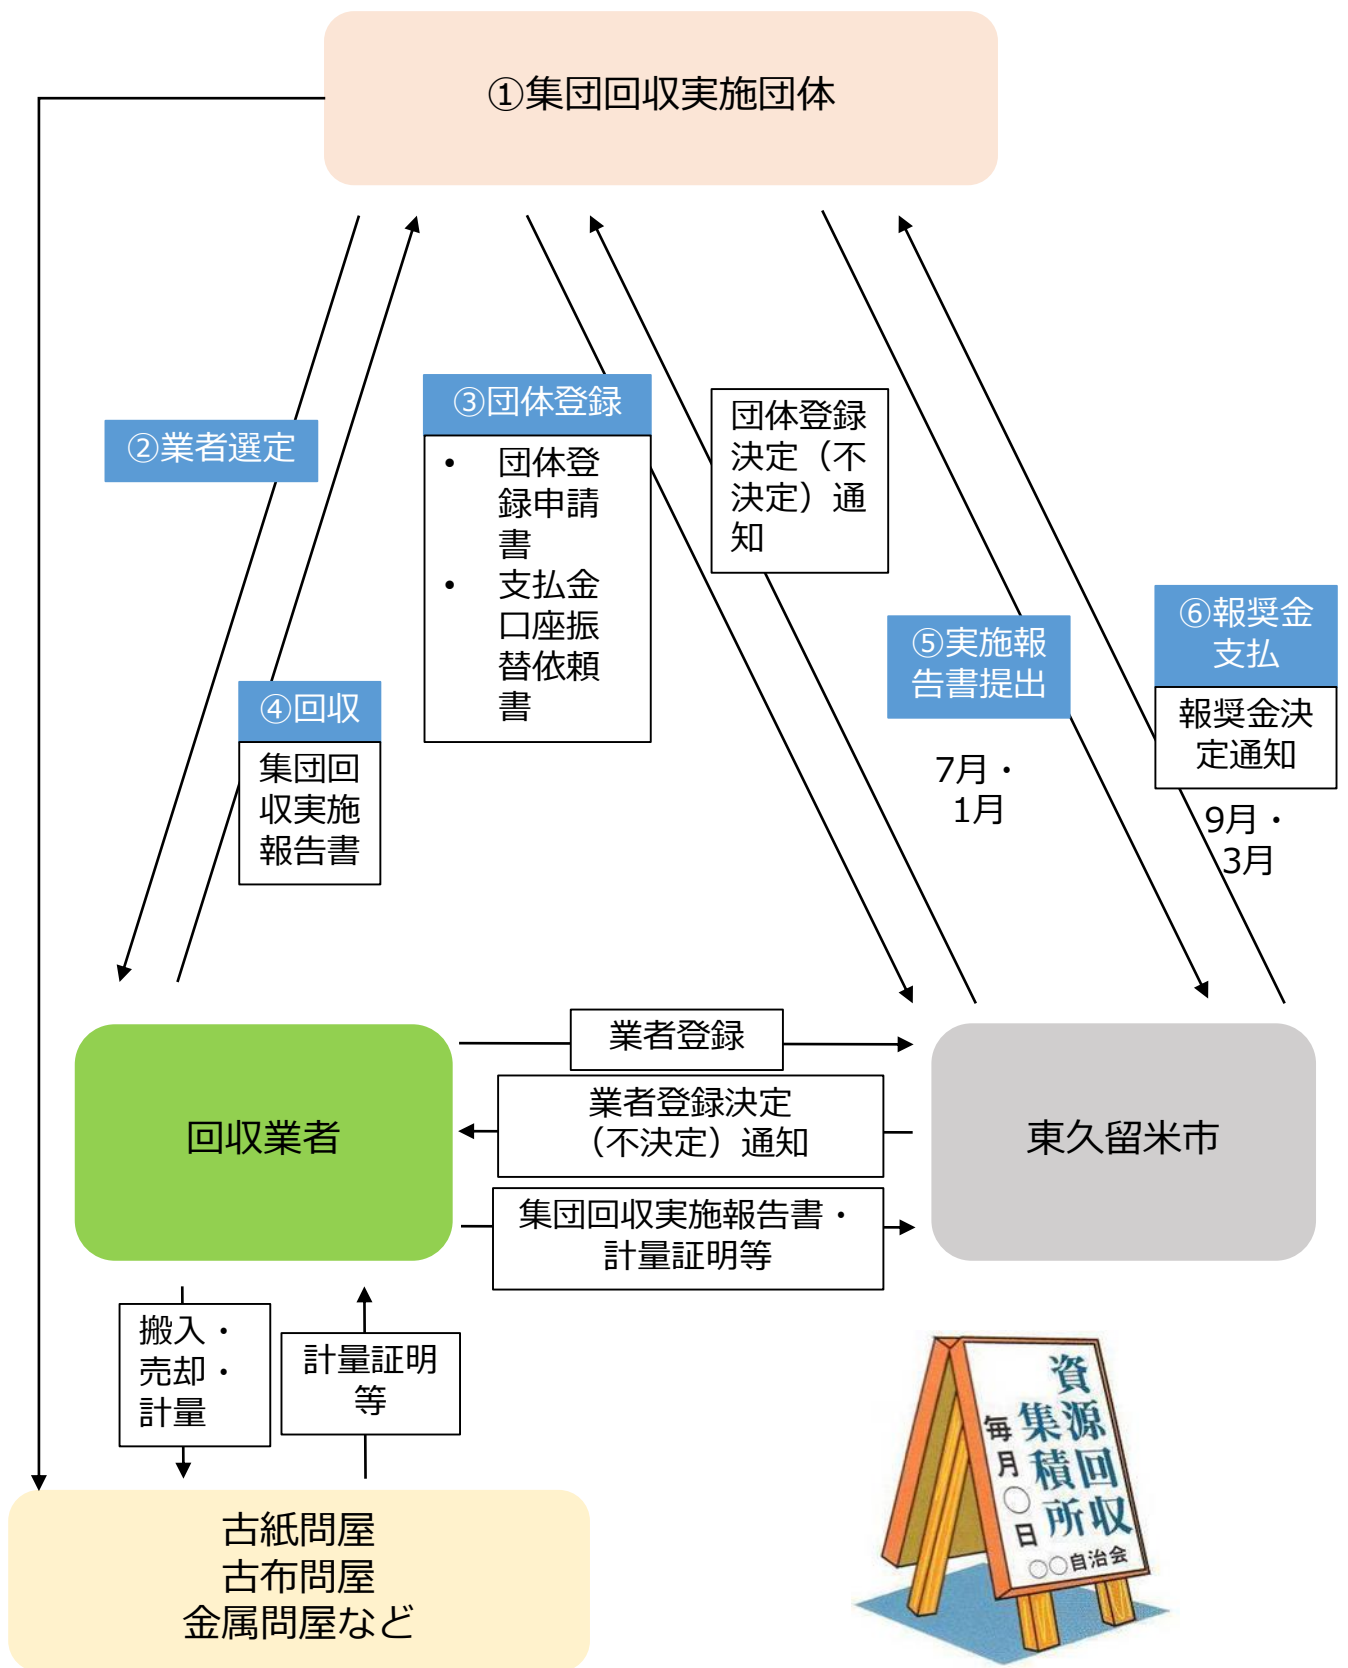 ①集団回収実施団体
②業者選定
③団体登録
• 団体登
録申請
書
• 支払金
口座振
替依頼
書
団体登録
決定（不
決定）通
知
④回収
集団回
収実施
報告書
⑤実施報
告書提出
7月・
1月
⑥報奨金
支払
報奨金決
定通知
9月・
3月
回収業者
業者登録
業者登録決定
（不決定）通知
集団回収実施報告書・
計量証明等
東久留米市
搬入・
売却・
計量
計量証明
等
古紙問屋
古布問屋
金属問屋など
資源回収
集積所
毎月○日
○○自治会